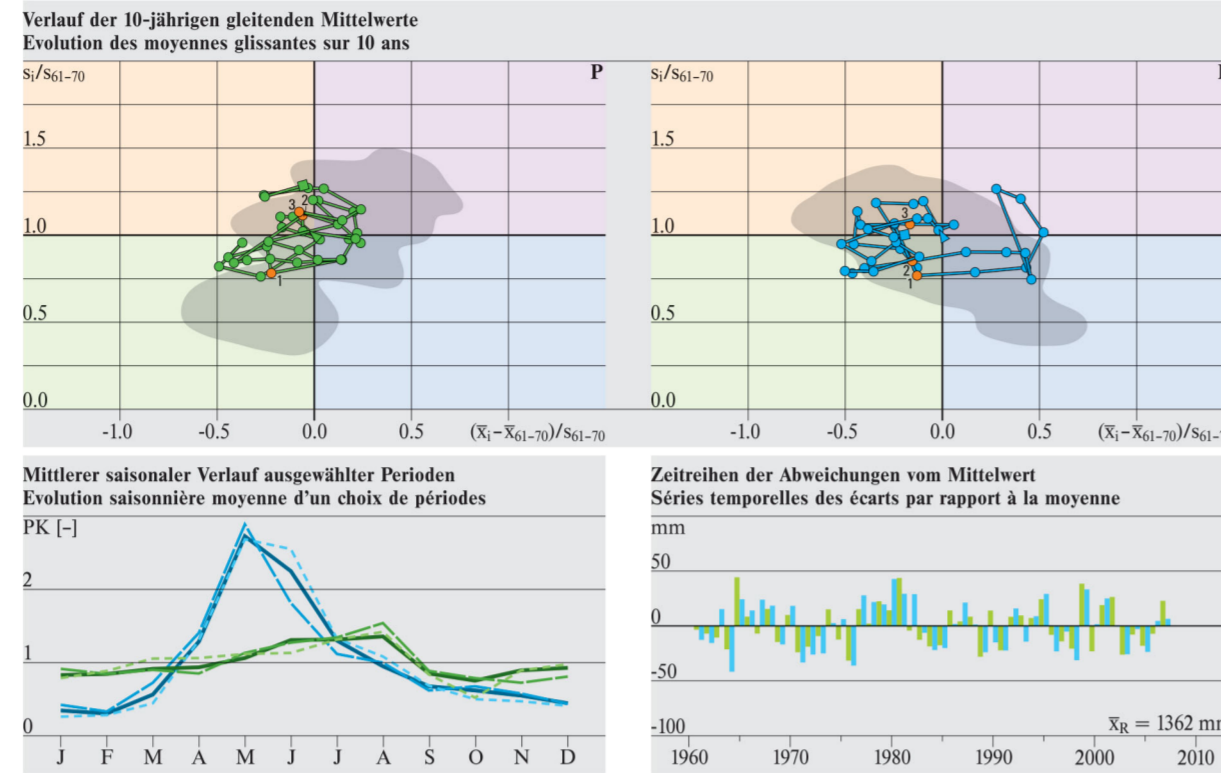 Verlauf der 10-jährigen gleitenden Mittelwerte
Evolution des moyennes glissantes sur 10 ans
si/s61–70
P
1.5
1.0
0.5
0.0
3
2
1
-1.0 -0.5 0.0 0.5 (x̅i–x̅61–70)/s61–70
si/s61–70
1.5
1.0
0.5
0.0
3
2
1
-1.0 -0.5 0.0 0.5
Mittlerer saisonaler Verlauf ausgewählter Perioden
Evolution saisonnière moyenne d'un choix de périodes
PK [–]
2
1
0
J F M A M J J A S O N D
Zeitreihen der Abweichungen vom Mittelwert
Séries temporelles des écarts par rapport à la moyenne
mm
50
0
-50
-100
x̅R = 1362
1960 1970 1980 1990 2000 2010